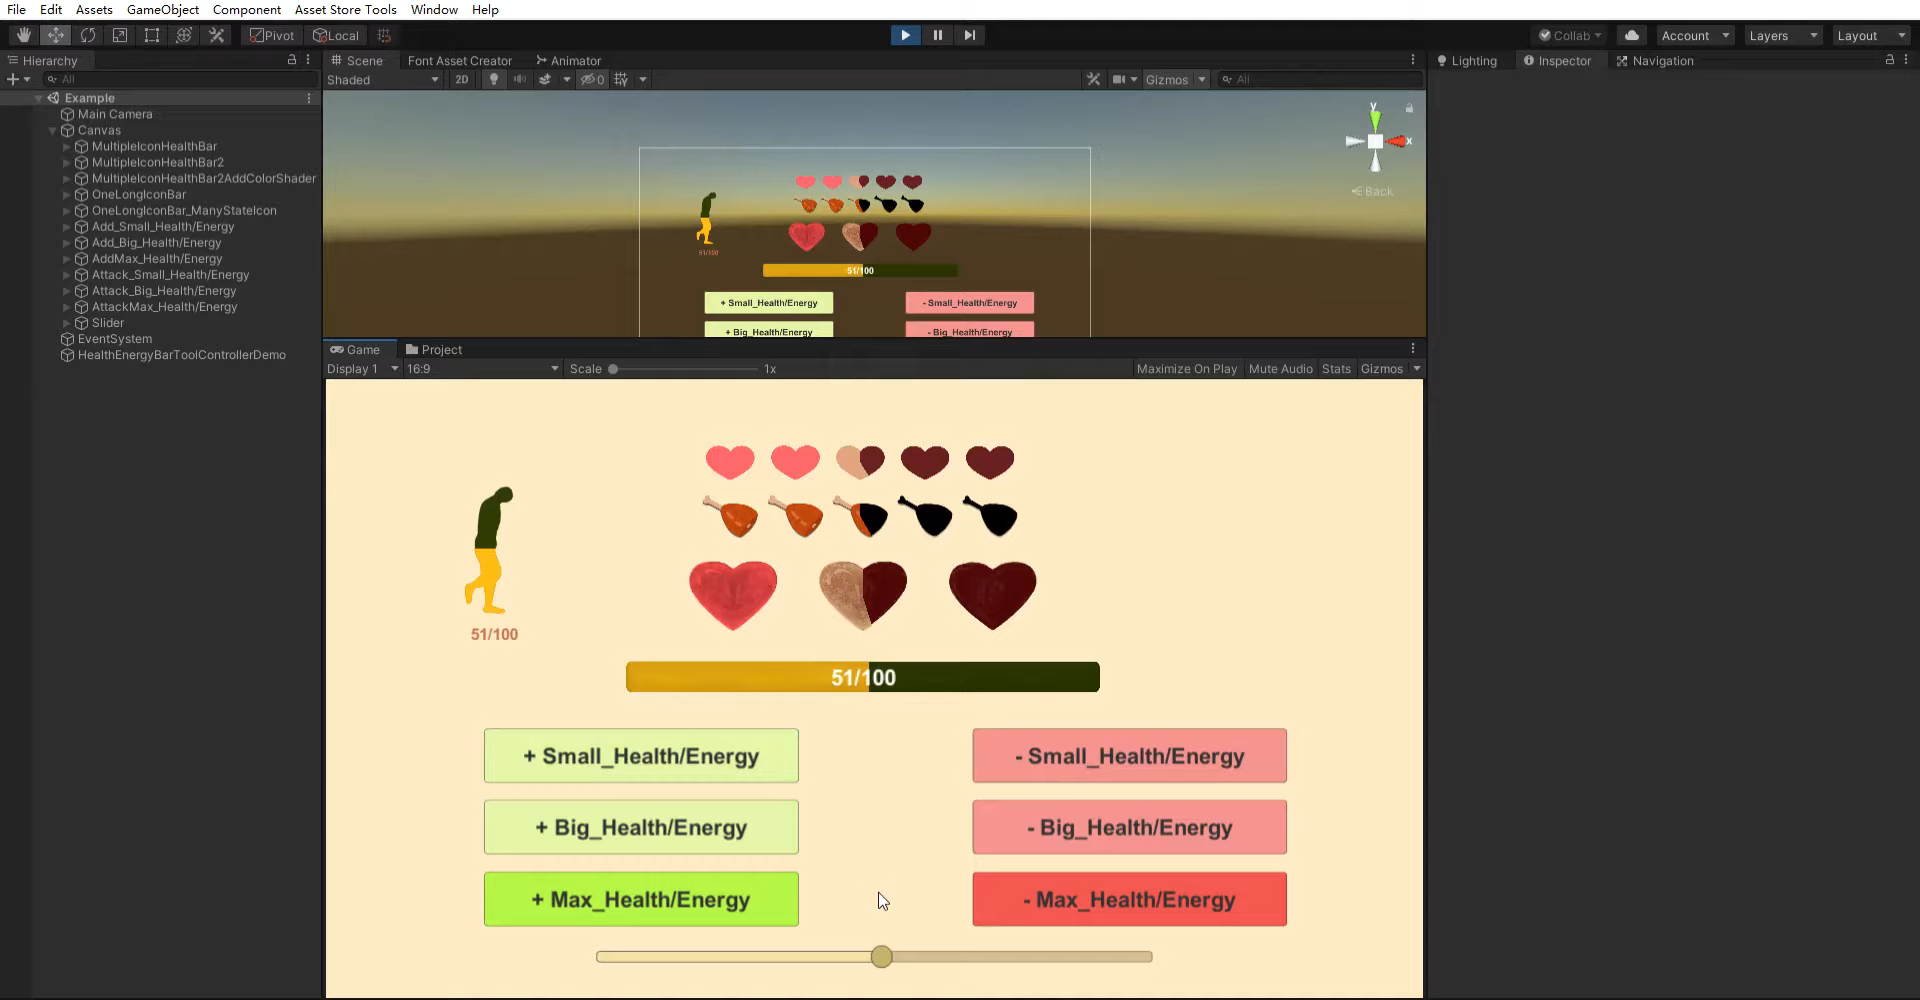 File Edit Assets GameObject Component Asset Store Tools Window Help
Pivot Local Collab Account Layers Layout
Hierarchy
All
Example
Main Camera
Canvas
MultipleIconHealthBar
MultipleIconHealthBar2
MultipleIconHealthBar2AddColorShader
OneLongIconBar
OneLongIconBar_ManyStateIcon
Add_Small_Health/Energy
Add_Big_Health/Energy
AddMax_Health/Energy
Attack_Small_Health/Energy
Attack_Big_Health/Energy
AttackMax_Health/Energy
Slider
EventSystem
HealthEnergyBarToolControllerDemo
Scene Font Asset Creator Animator
Shaded 2D 0 Gizmos All
y
x
Back
51/100
51/100
+ Small_Health/Energy - Small_Health/Energy
+ Big_Health/Energy - Big_Health/Energy
Game Project
Display 1 16:9 Scale 1x Maximize On Play Mute Audio Stats Gizmos
51/100
51/100
+ Small_Health/Energy - Small_Health/Energy
+ Big_Health/Energy - Big_Health/Energy
+ Max_Health/Energy - Max_Health/Energy
Lighting Inspector Navigation